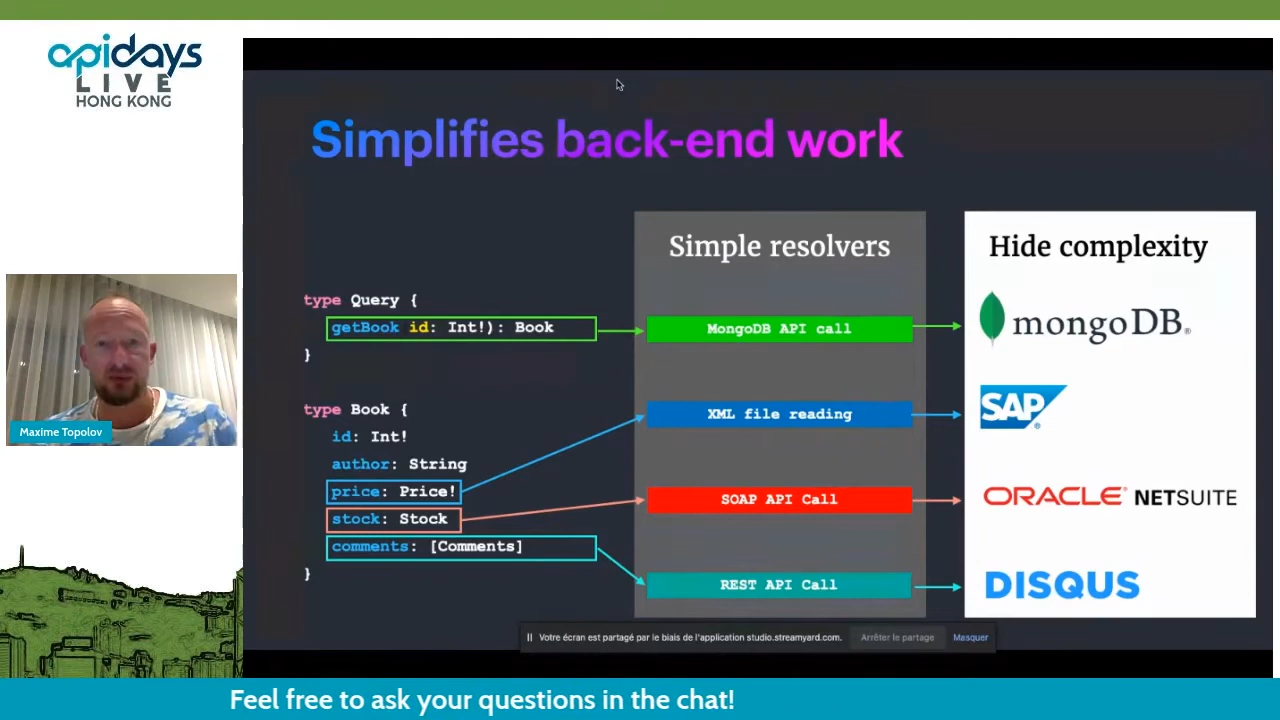 apidays
LIVE
HONG KONG
Simplifies back-end work
Simple resolvers
Hide complexity
type Query {
getBook id: Int!): Book
}
MongoDB API call
mongoDB®
type Book {
id: Int!
author: String
price: Price!
stock: Stock
comments: [Comments]
}
XML file reading
SAP®
SOAP API Call
ORACLE® NETSUITE
REST API Call
DISQUS
Maxime Topolov
Votre écran est partagé par le biais de l'application studio.streamyard.com.
Arrêter le partage
Masquer
Feel free to ask your questions in the chat!